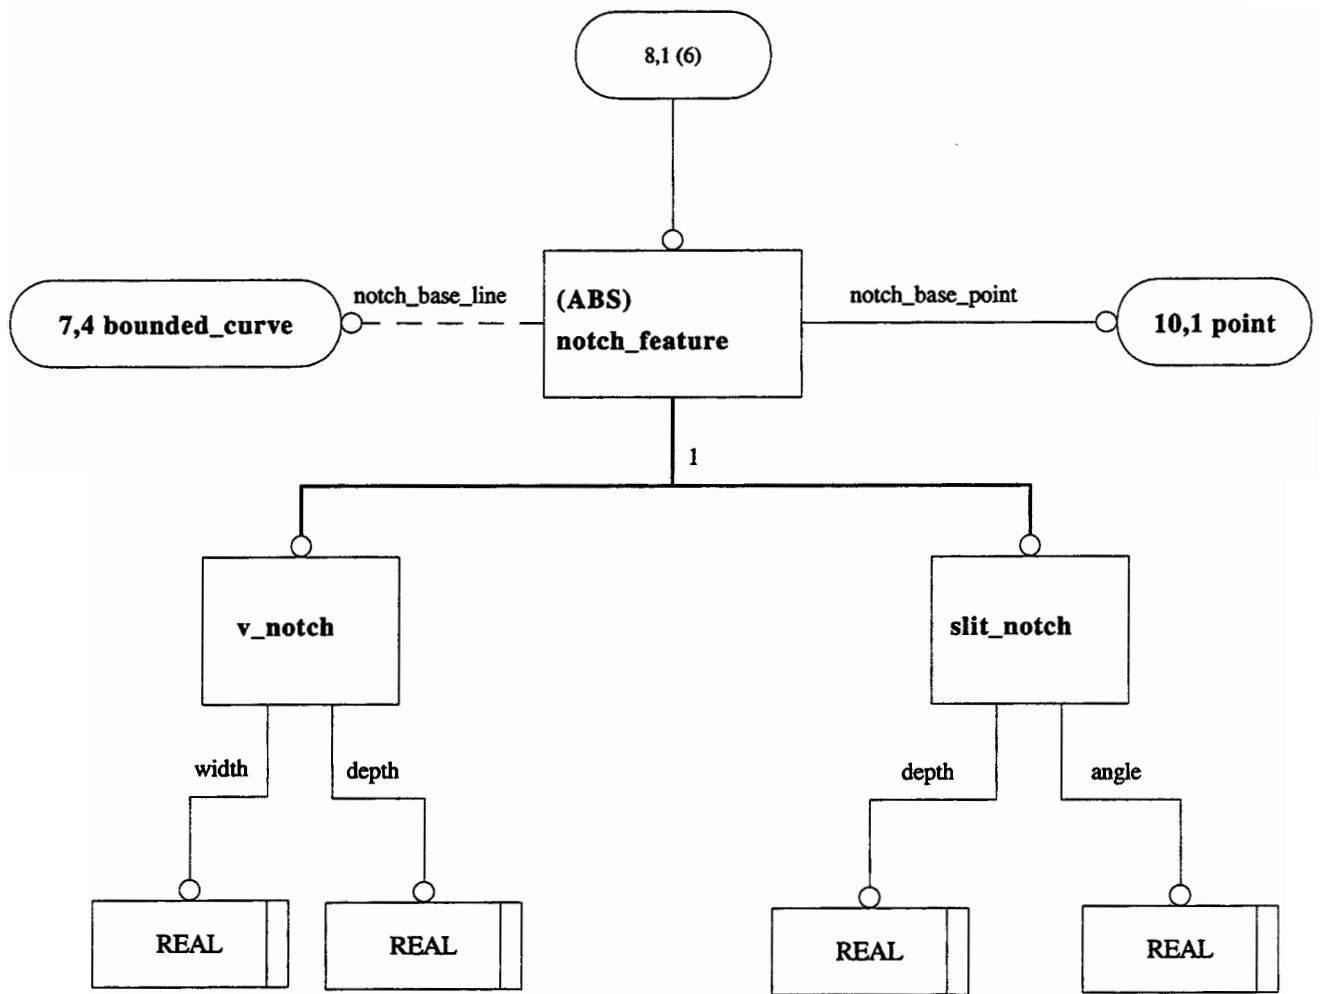 8,1 (6)
notch_base_line
notch_base_point
7,4 bounded_curve
(ABS)
notch_feature
10,1 point
1
v_notch
slit_notch
width
depth
depth
angle
REAL
REAL
REAL
REAL